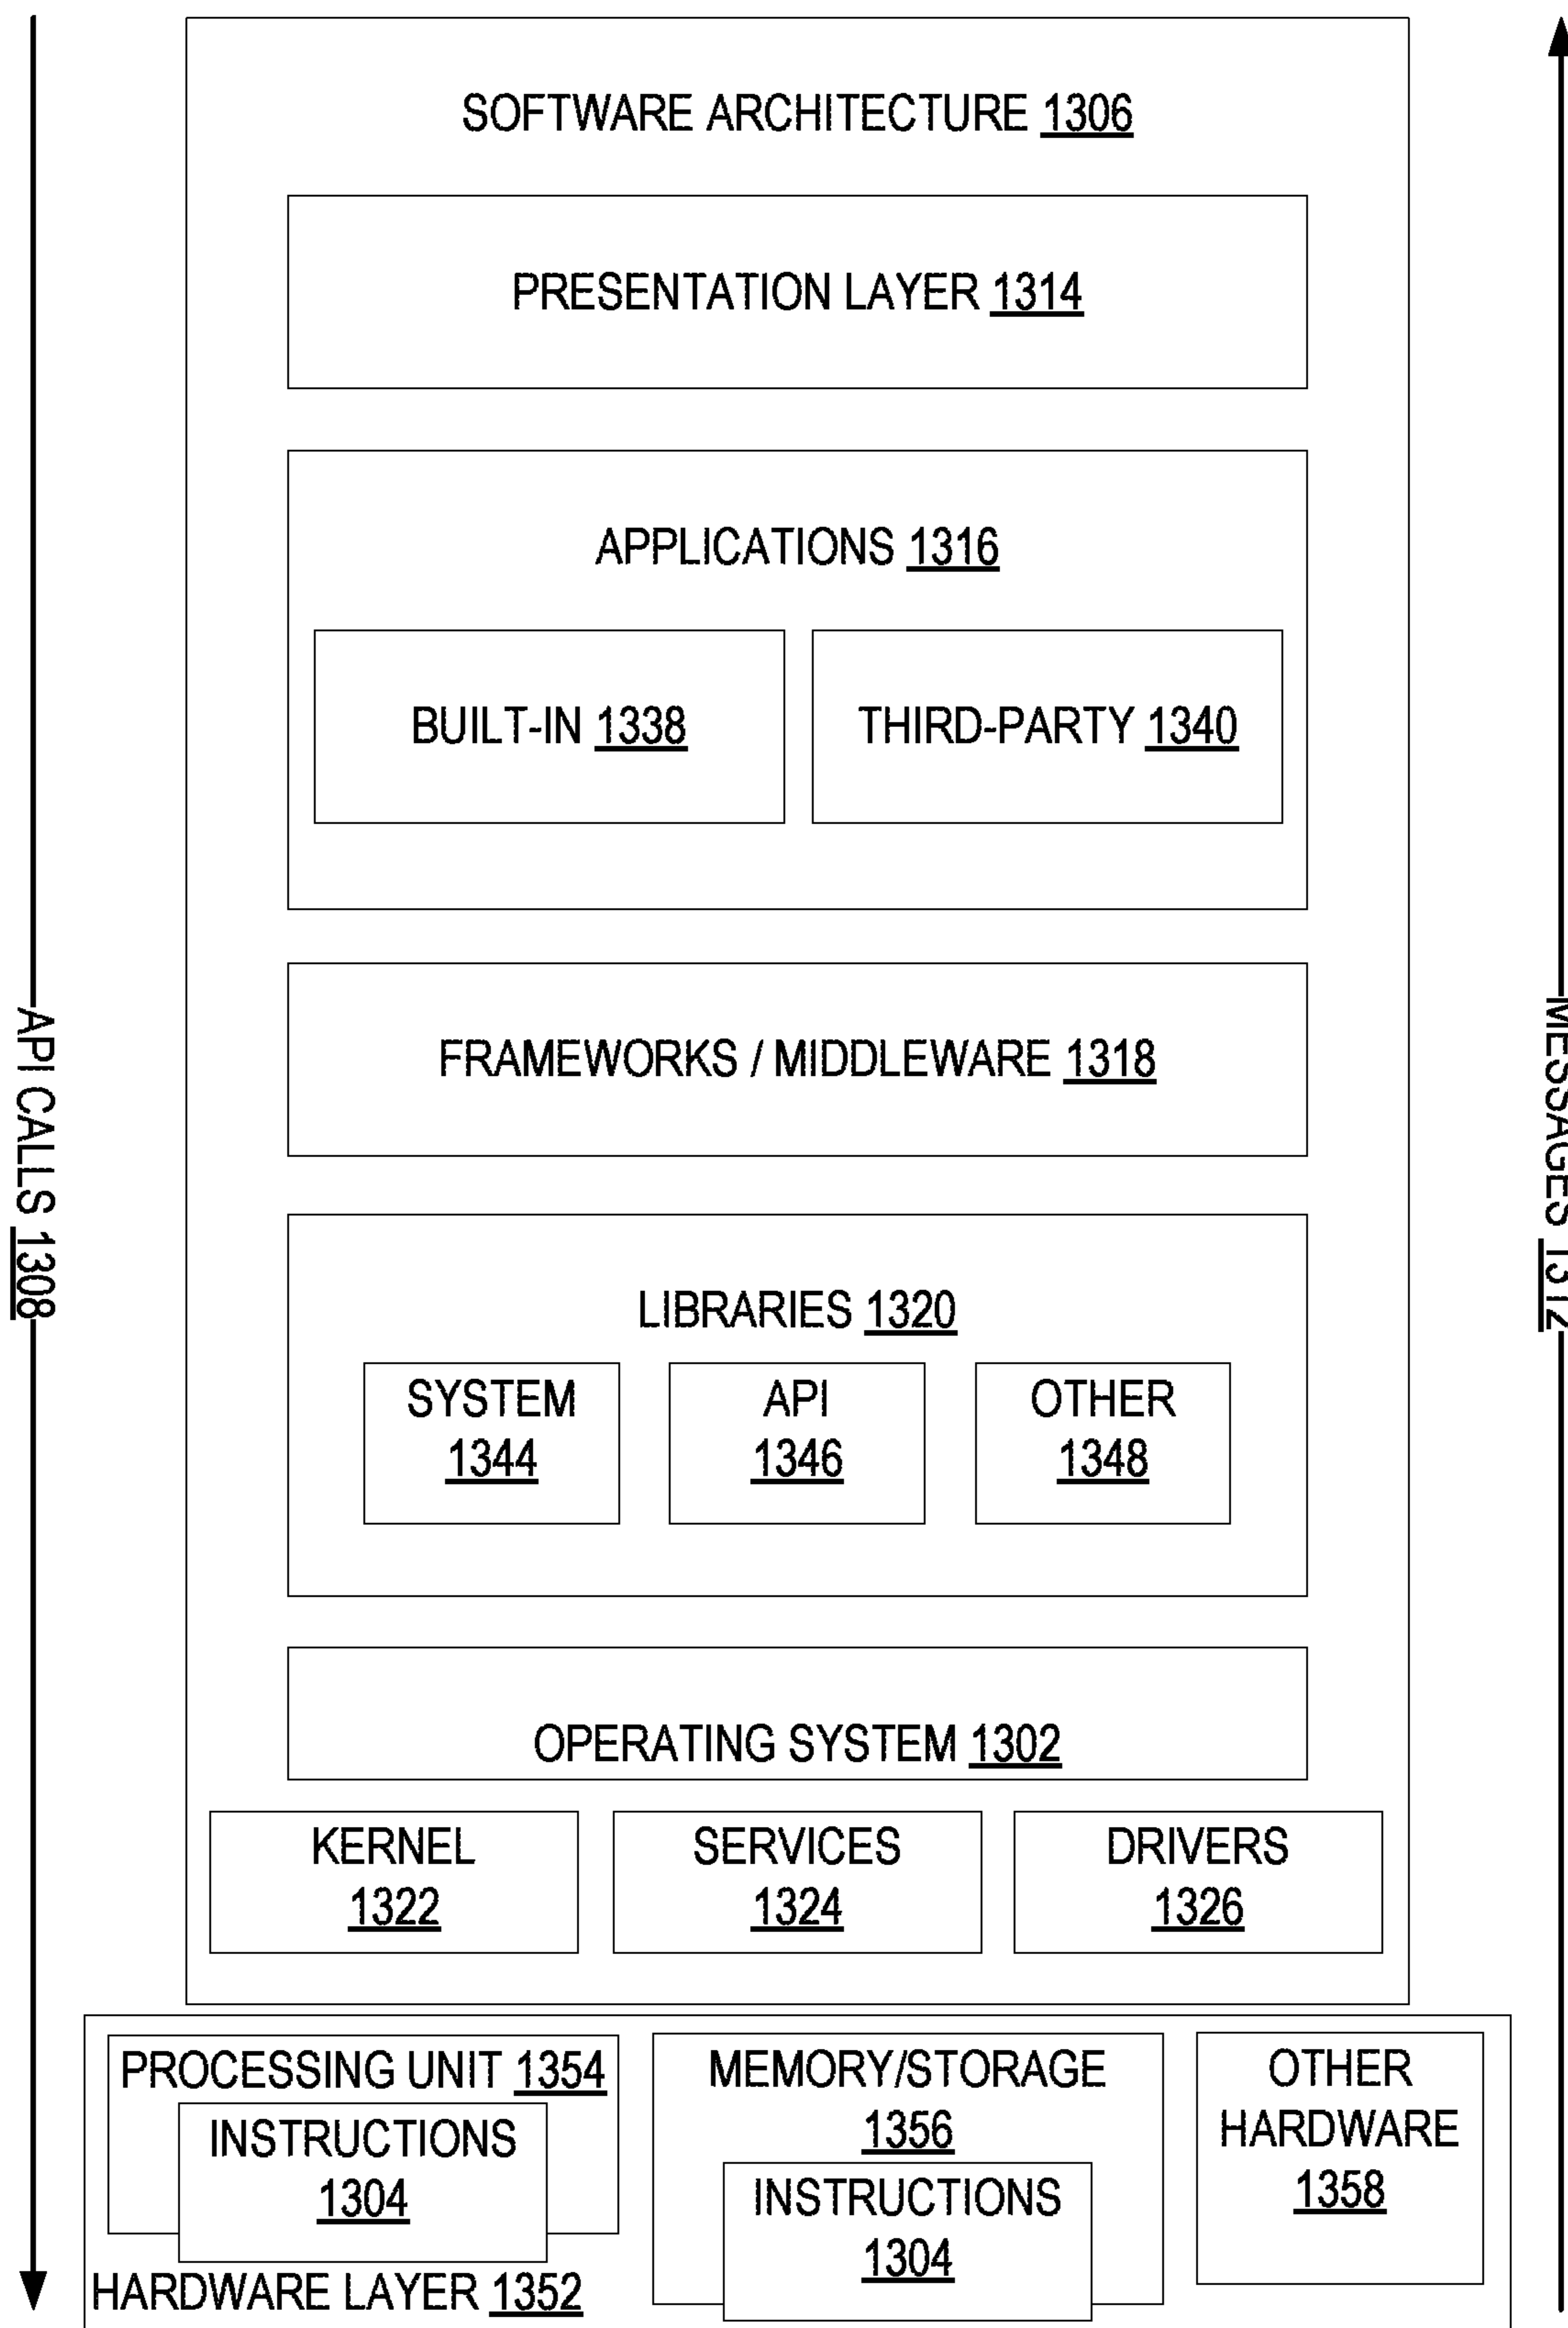 SOFTWARE ARCHITECTURE 1306
PRESENTATION LAYER 1314
APPLICATIONS 1316
BUILT-IN 1338
THIRD-PARTY 1340
FRAMEWORKS / MIDDLEWARE 1318
API CALLS 1308
MESSAGES 1312
LIBRARIES 1320
SYSTEM
1344
API
1346
OTHER
1348
OPERATING SYSTEM 1302
KERNEL
1322
SERVICES
1324
DRIVERS
1326
PROCESSING UNIT 1354
INSTRUCTIONS
1304
MEMORY/STORAGE
1356
INSTRUCTIONS
1304
OTHER
HARDWARE
1358
HARDWARE LAYER 1352